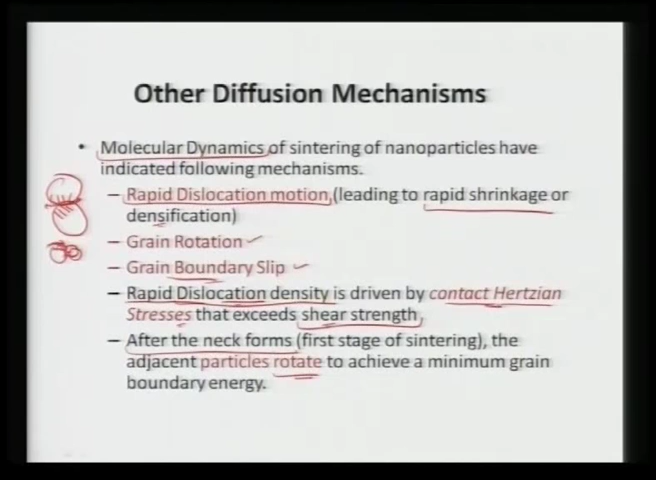 Other Diffusion Mechanisms
• Molecular Dynamics of sintering of nanoparticles have
indicated following mechanisms.
– Rapid Dislocation motion,(leading to rapid shrinkage or
densification)
– Grain Rotation
– Grain Boundary Slip
– Rapid Dislocation density is driven by contact Hertzian
Stresses that exceeds shear strength,
– After the neck forms (first stage of sintering), the
adjacent particles rotate to achieve a minimum grain
boundary energy.